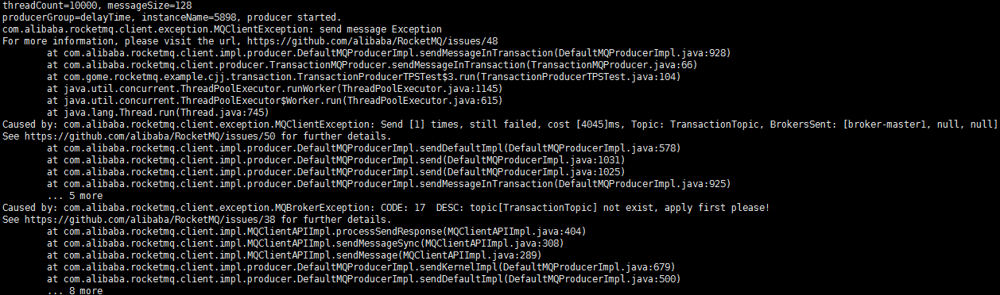 threadCount=10000, messageSize=128
producerGroup=delayTime, instanceName=5898, producer started.
com.alibaba.rocketmq.client.exception.MQClientException: send message Exception
For more information, please visit the url, https://github.com/alibaba/RocketMQ/issues/48
        at com.alibaba.rocketmq.client.impl.producer.DefaultMQProducerImpl.sendMessageInTransaction(DefaultMQProducerImpl.java:928)
        at com.alibaba.rocketmq.client.producer.TransactionMQProducer.sendMessageInTransaction(TransactionMQProducer.java:66)
        at com.gome.rocketmq.example.cjj.transaction.TransactionProducerTPSTest$3.run(TransactionProducerTPSTest.java:104)
        at java.util.concurrent.ThreadPoolExecutor.runWorker(ThreadPoolExecutor.java:1145)
        at java.util.concurrent.ThreadPoolExecutor$Worker.run(ThreadPoolExecutor.java:615)
        at java.lang.Thread.run(Thread.java:745)
Caused by: com.alibaba.rocketmq.client.exception.MQClientException: Send [1] times, still failed, cost [4045]ms, Topic: TransactionTopic, BrokersSent: [broker-master1, null, null]
See https://github.com/alibaba/RocketMQ/issues/50 for further details.
        at com.alibaba.rocketmq.client.impl.producer.DefaultMQProducerImpl.sendDefaultImpl(DefaultMQProducerImpl.java:578)
        at com.alibaba.rocketmq.client.impl.producer.DefaultMQProducerImpl.send(DefaultMQProducerImpl.java:1031)
        at com.alibaba.rocketmq.client.impl.producer.DefaultMQProducerImpl.send(DefaultMQProducerImpl.java:1025)
        at com.alibaba.rocketmq.client.impl.producer.DefaultMQProducerImpl.sendMessageInTransaction(DefaultMQProducerImpl.java:925)
        ... 5 more
Caused by: com.alibaba.rocketmq.client.exception.MQBrokerException: CODE: 17  DESC: topic[TransactionTopic] not exist, apply first please!
See https://github.com/alibaba/RocketMQ/issues/38 for further details.
        at com.alibaba.rocketmq.client.impl.MQClientAPIImpl.processSendResponse(MQClientAPIImpl.java:404)
        at com.alibaba.rocketmq.client.impl.MQClientAPIImpl.sendMessageSync(MQClientAPIImpl.java:308)
        at com.alibaba.rocketmq.client.impl.MQClientAPIImpl.sendMessage(MQClientAPIImpl.java:289)
        at com.alibaba.rocketmq.client.impl.producer.DefaultMQProducerImpl.sendKernelImpl(DefaultMQProducerImpl.java:679)
        at com.alibaba.rocketmq.client.impl.producer.DefaultMQProducerImpl.sendDefaultImpl(DefaultMQProducerImpl.java:500)
        ... 8 more